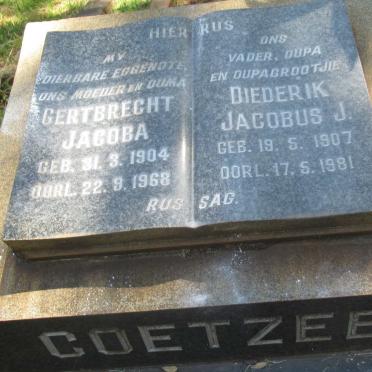 HIER RUS
MY
DIERBARE EGGENOTE,
ONS MOEDER EN OUMA
GERTBRECHT
JACOBA
GEB. 31. 3. 1904
OORL. 22. 9. 1968
ONS
VADER, OUPA
EN OUPAGROOTJIE
DIEDERIK
JACOBUS J.
GEB. 19. 5. 1907
OORL. 17. 5. 1981
RUS SAG.
COETZEE